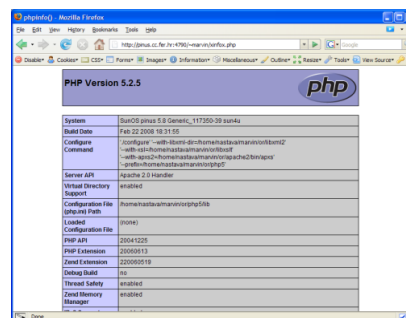 phpinfo() - Mozilla Firefox
File Edit View History Bookmarks Tools Help
http://pinus.cc.fer.hr:4790/~marvin/sinfox.php
Google
Disable Cookies CSS Forms Images Information Miscellaneous Outline Resize View Source
PHP Version 5.2.5
php
System SunOS pinus 5.8 Generic_117350-39 sun4u
Build Date Feb 22 2008 18:31:55
Configure Command './configure' '--with-libxml-dir=/home/nastava/marvin/or/libxml2'
'--with-xsl=/home/nastava/marvin/or/libxslt'
'--with-apxs2=/home/nastava/marvin/or/apache2/bin/apxs'
'--prefix=/home/nastava/marvin/or/php5'
Server API Apache 2.0 Handler
Virtual Directory Support enabled
Configuration File (php.ini) Path /home/nastava/marvin/or/php5/lib
Loaded Configuration File (none)
PHP API 20041225
PHP Extension 20060613
Zend Extension 220060519
Debug Build no
Thread Safety enabled
Zend Memory Manager enabled
Done